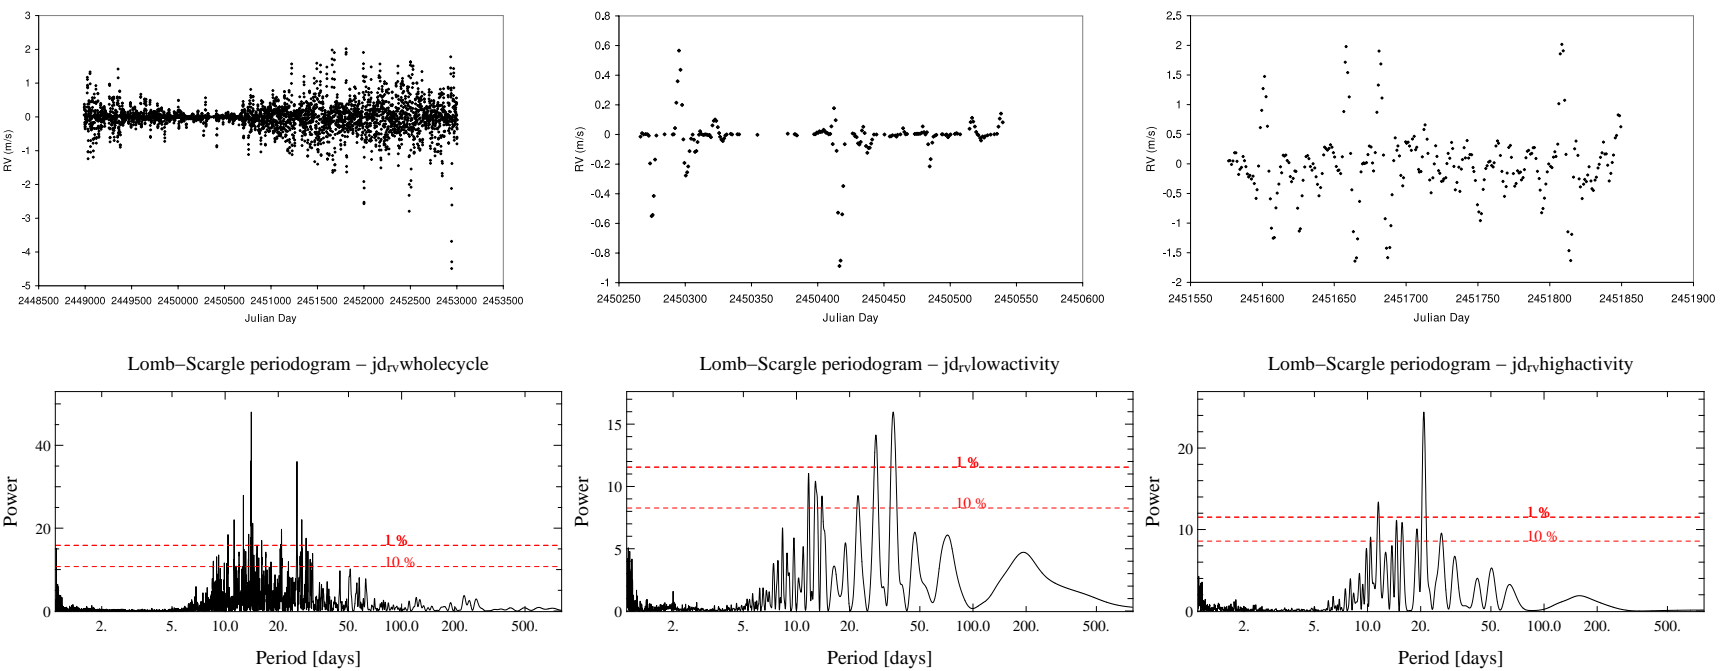 3
2
1
0
-1
-2
-3
-4
-5
RV (m/s)
2448500 2449000 2449500 2450000 2450500 2451000 2451500 2452000 2452500 2453000 2453500
Julian Day
0.8
0.6
0.4
0.2
0
-0.2
-0.4
-0.6
-0.8
-1
RV (m/s)
2450250 2450300 2450350 2450400 2450450 2450500 2450550 2450600
Julian Day
2.5
2
1.5
1
0.5
0
-0.5
-1
-1.5
-2
RV (m/s)
2451550 2451600 2451650 2451700 2451750 2451800 2451850 2451900
Julian Day
Lomb–Scargle periodogram – jdrvwholecycle
40
20
0
Power
1 %
10 %
2. 5. 10.0 20. 50. 100.0 200. 500.
Period [days]
Lomb–Scargle periodogram – jdrvlowactivity
15
10
5
0
Power
1 %
10 %
2. 5. 10.0 20. 50. 100.0 200. 500.
Period [days]
Lomb–Scargle periodogram – jdrvhighactivity
20
10
0
Power
1 %
10 %
2. 5. 10.0 20. 50. 100.0 200. 500.
Period [days]